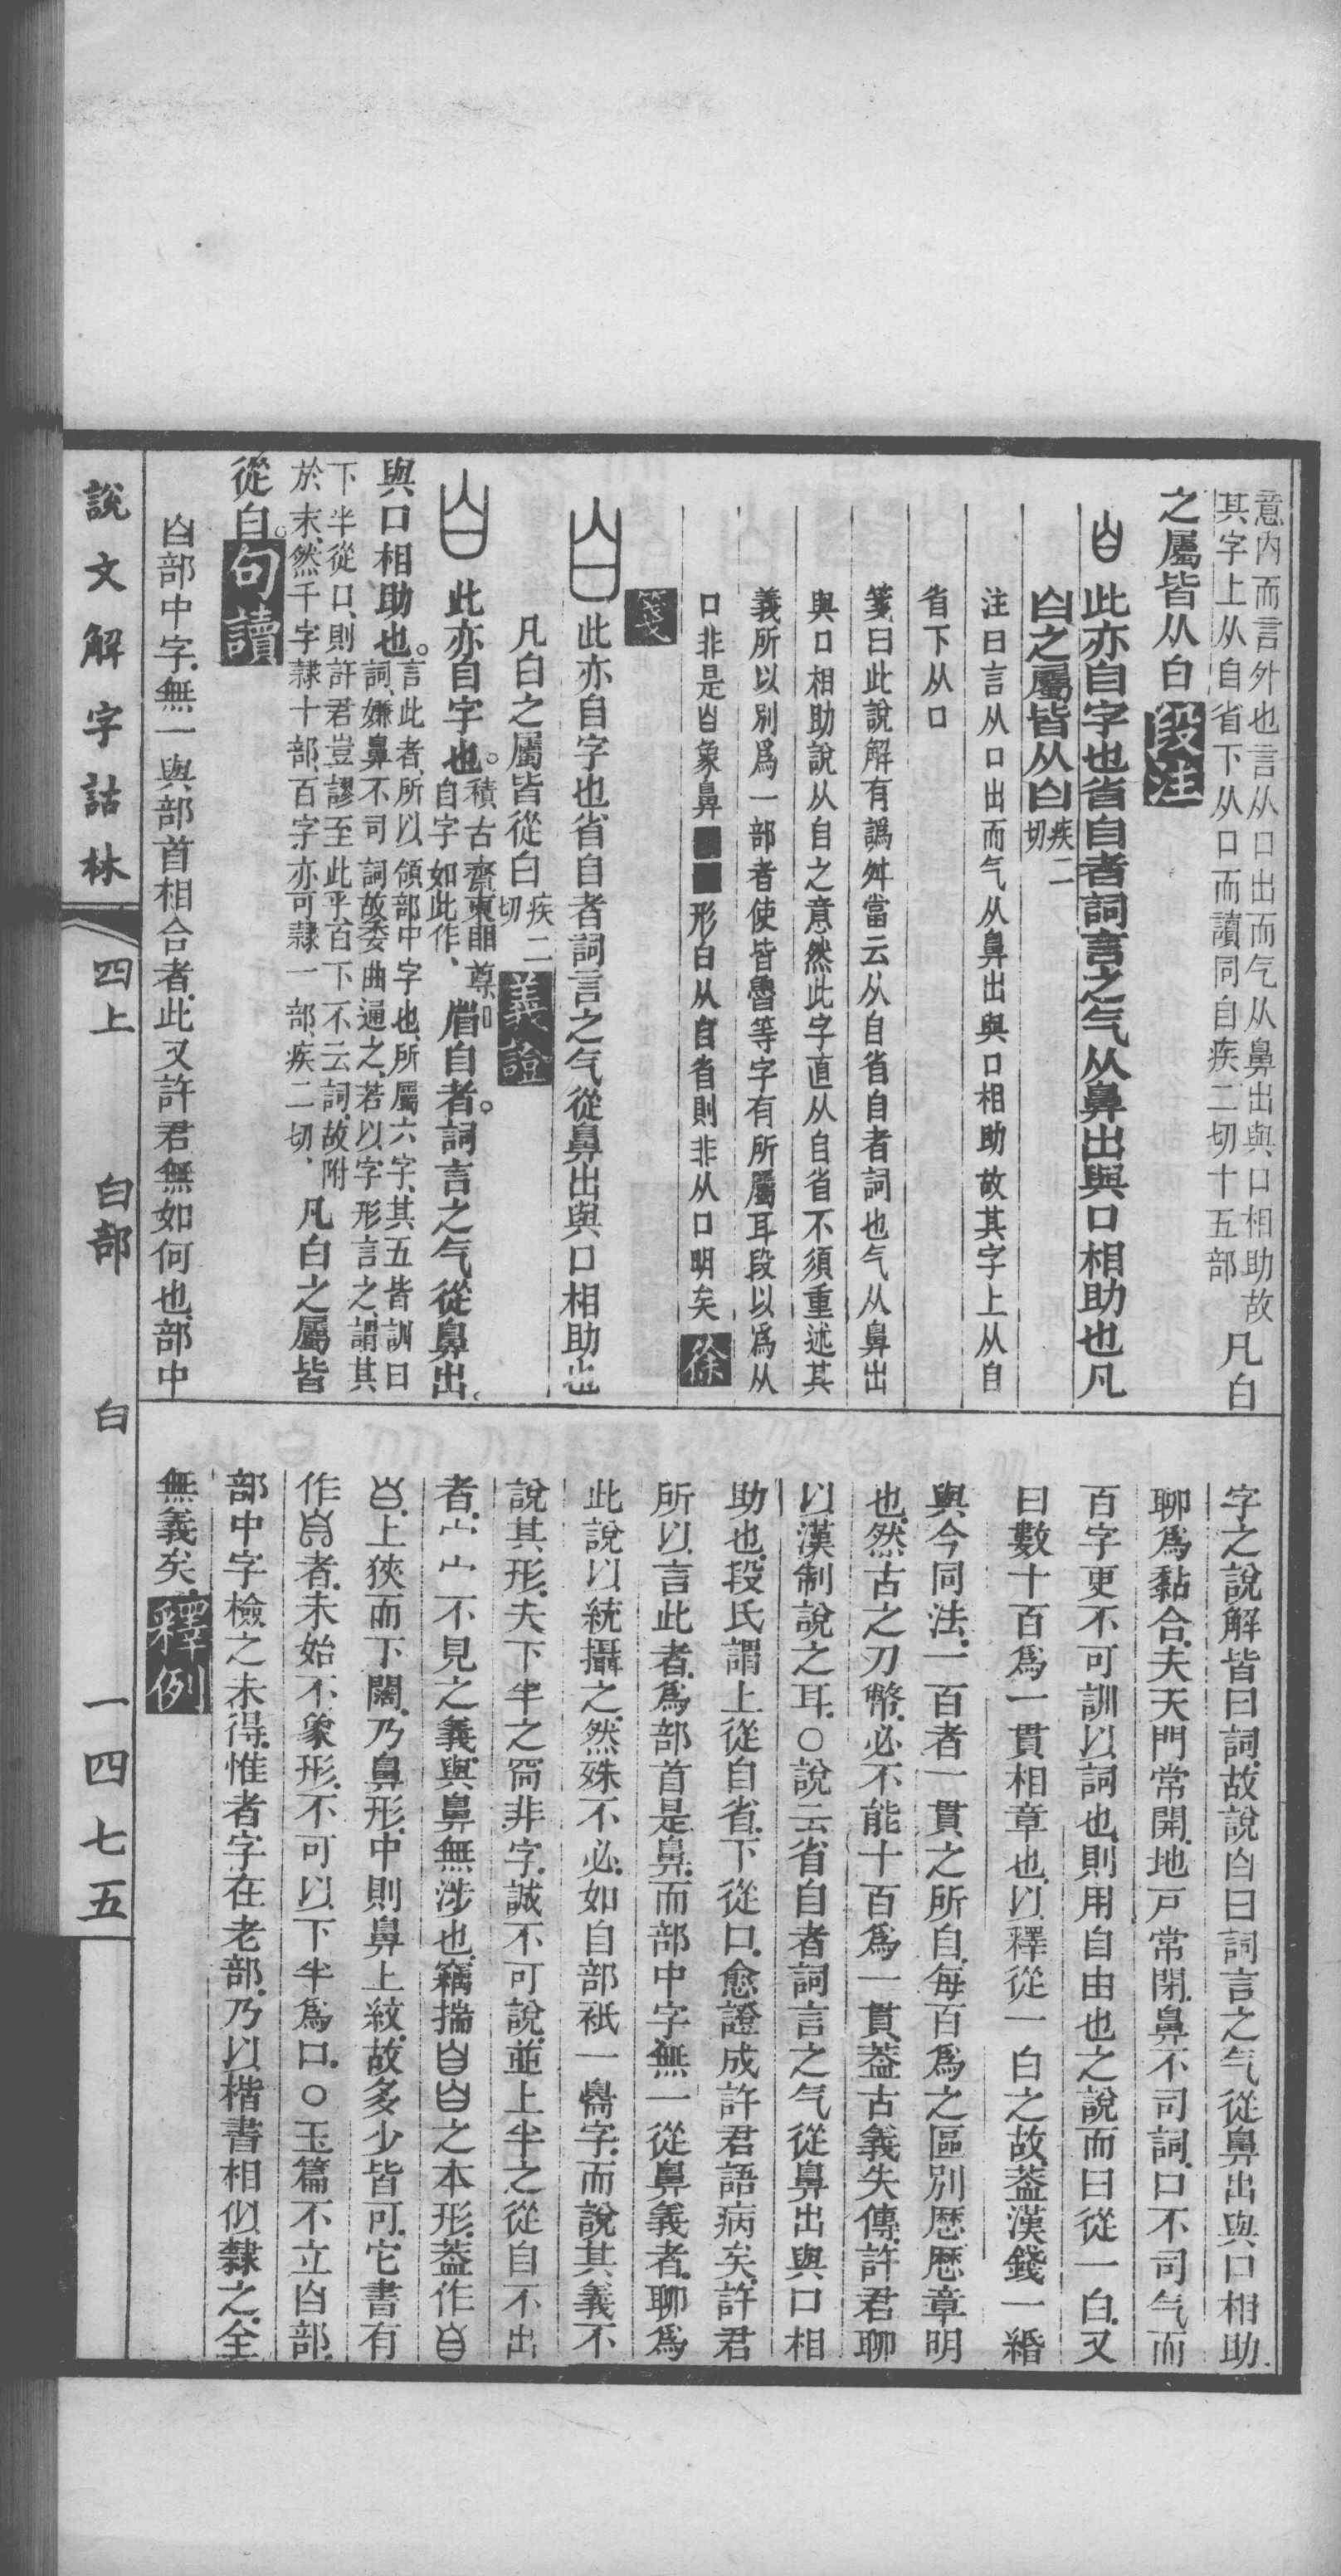 意內而言外也言从口出而气从鼻出與口相助故
其字上从自省下从口而讀同自疾二切十五部
凡白
之屬皆从白段注
此亦自字也省自者詞言之气从鼻出與口相助也凡
白之屬皆从白疾二切
注曰言从口出而气从鼻出與口相助故其字上从自
省下从口
箋曰此說解有譌舛當云从自省自者詞也气从鼻出
與口相助說从自之意然此字直从自省不須重述其
義所以別爲一部者使皆魯等字有所屬耳段以爲从
口非是白象鼻■■形白从自省則非从口明矣徐
箋
此亦自字也省自者詞言之气從鼻出與口相助也
凡白之屬皆從白疾二切義證
此亦自字也。積古齋尊自字如此作、省自者。詞言之气從鼻出、
與口相助也。言此者、所以領部中字也、所屬六字、其五皆訓曰
詞、嫌鼻不司詞、故委曲通之、若以字形言之、謂其
下半從口、則許君豈謬至此乎百下不云詞、故附
於末、然千字隸十部、百字亦可隸一部、疾二切、
凡白之屬皆
從白。句讀
白部中字、無一與部首相合者、此又許君無如何也、部中
字之說解皆曰詞、故說白曰詞言之气從鼻出與口相助、
聊爲黏合、夫天門常開、地戸常閉、鼻不司詞、口不司气、而
百字更不可訓以詞也、則用自由也之說而曰從一白、又
曰數十百爲一貫相章也、以釋從一白之故、葢漢錢一緡
與今同法、一百者一貫之所自、每百爲之區別、歷歷章明
也、然古之刀幣、必不能十百爲一貫、葢古義失傳、許君聊
以漢制說之耳、○說云省自者詞言之气從鼻出與口相
助也、段氏謂上從自省、下從口、愈證成許君語病矣、許君
所以言此者、爲部首是鼻、而部中字無一從鼻義者、聊爲
此說以統攝之、然殊不必、如自部祇一字、而說其義不
說其形、夫下半之非字、誠不可說、並上半之從自不出
者、宀宀不見之義、與鼻無涉也、竊揣之本形、葢作
、上狹而下闊、乃鼻形、中則鼻上紋、故多少皆可、它書有
作者、未始不象形、不可以下半爲口、○玉篇不立白部、
部中字檢之未得、惟者字在老部、乃以楷書相似隸之、全
無義矣釋例
說文解字詁林
四上
白部
白
一四七五